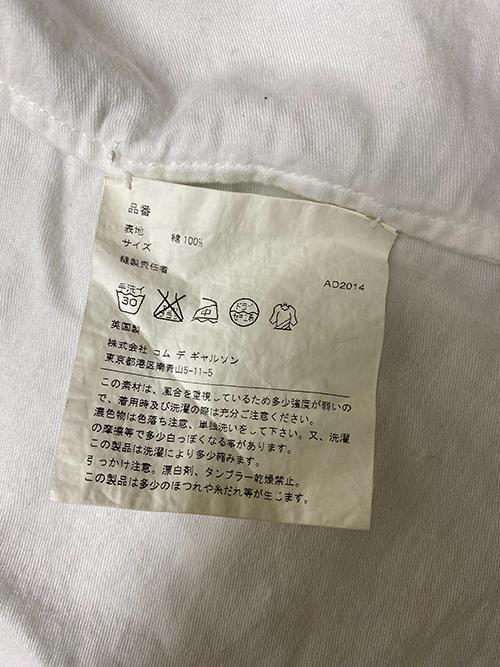 品番
表地 綿 100%
サイズ
縫製責任者
AD2014
手洗イ
30
中
ドライ
英国製
株式会社 コム デ ギャルソン
東京都港区南青山5-11-5
この素材は、風合を重視しているため多少強度が弱いの
で、着用時及び洗濯の際は充分ご注意ください。
濃色物は色落ち注意、単独洗いをして下さい。又、洗濯
の摩擦等で多少白っぽくなる事があります。
この製品は洗濯により多少縮みます。
引っかけ注意。漂白剤、タンブラー乾燥禁止。
この製品は多少のほつれや糸だれ等が生じます。